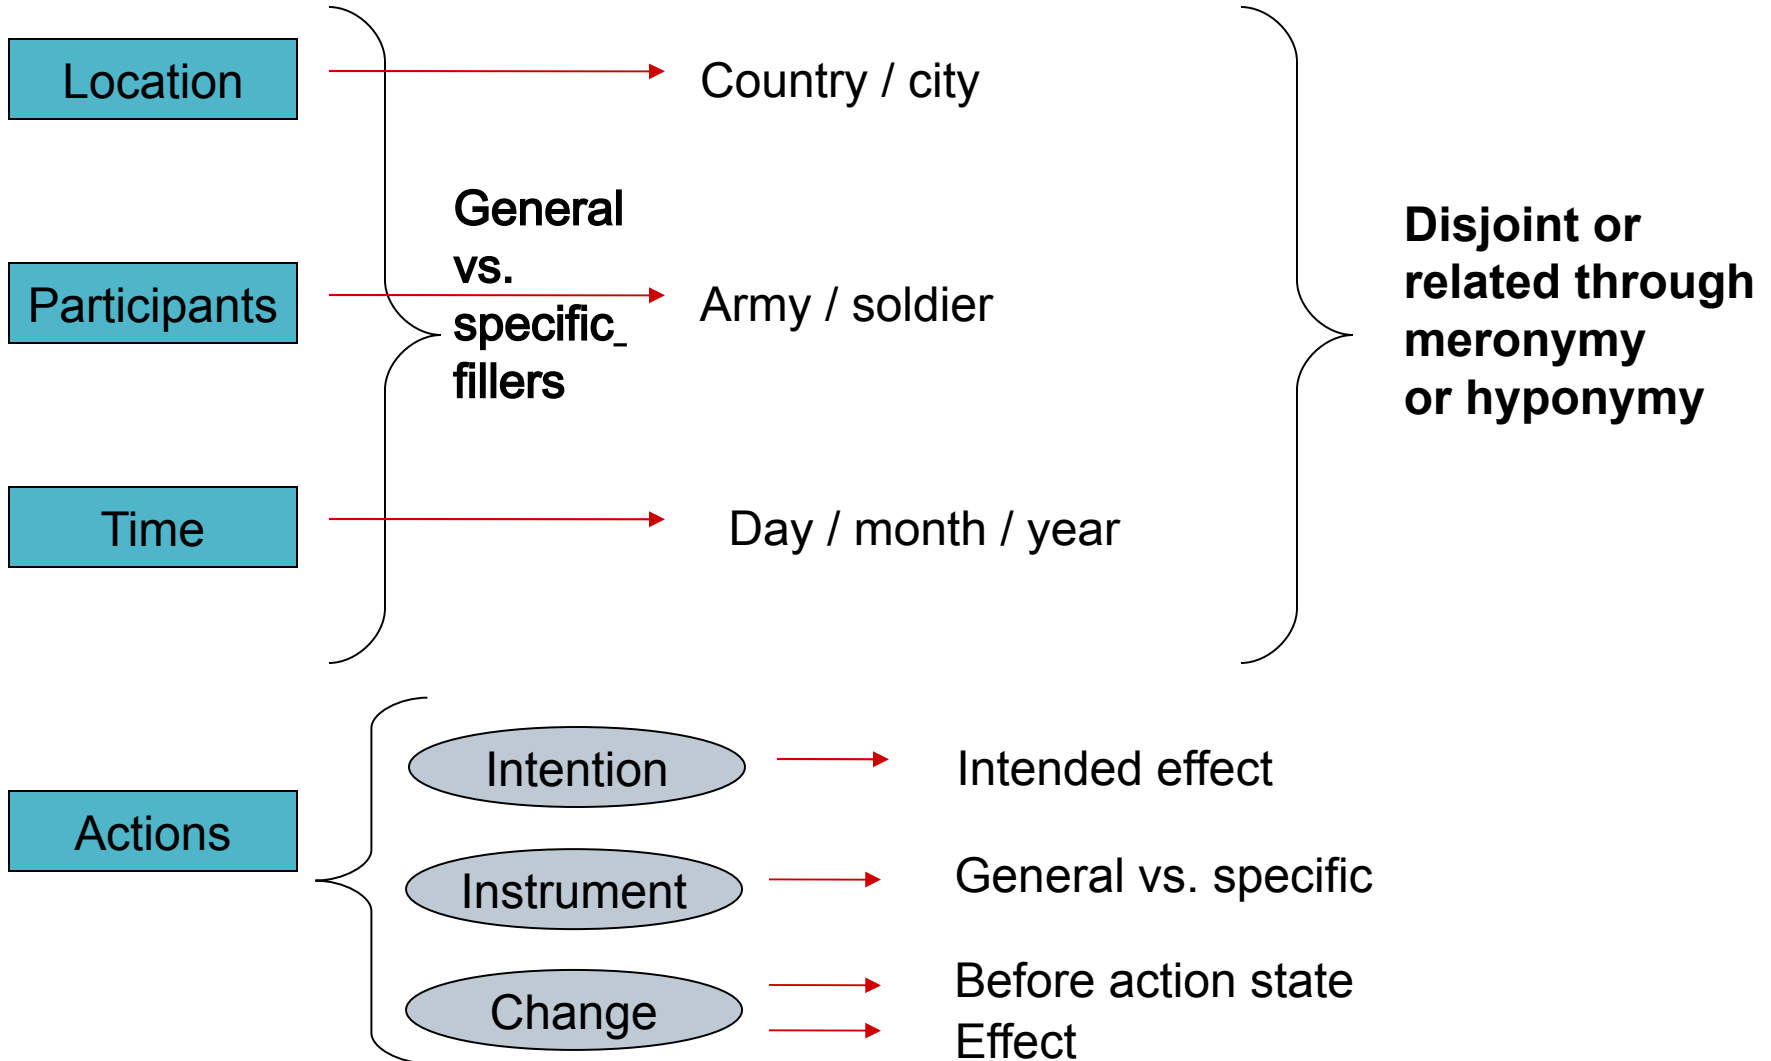 Location
Country / city
General
vs.
specific_
fillers
Participants
Army / soldier
Disjoint or
related through
meronymy
or hyponymy
Time
Day / month / year
Actions
Intention
Intended effect
Instrument
General vs. specific
Change
Before action state
Effect